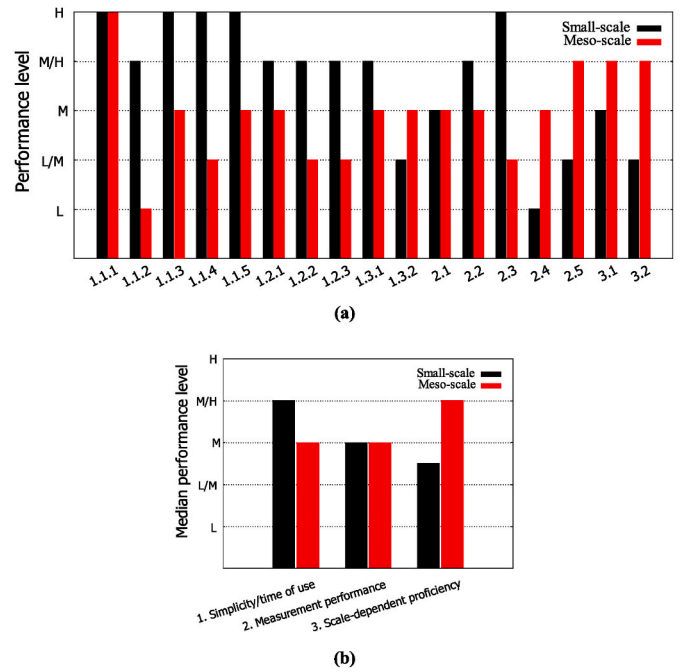 H
M/H
M
L/M
L
Performance level
Small-scale
Meso-scale
1.1.1 1.1.2 1.1.3 1.1.4 1.1.5 1.2.1 1.2.2 1.2.3 1.3.1 1.3.2 2.1 2.2 2.3 2.4 2.5 3.1 3.2
(a)
H
M/H
M
L/M
L
Median performance level
Small-scale
Meso-scale
1. Simplicity/time of use
2. Measurement performance
3. Scale-dependent proficiency
(b)